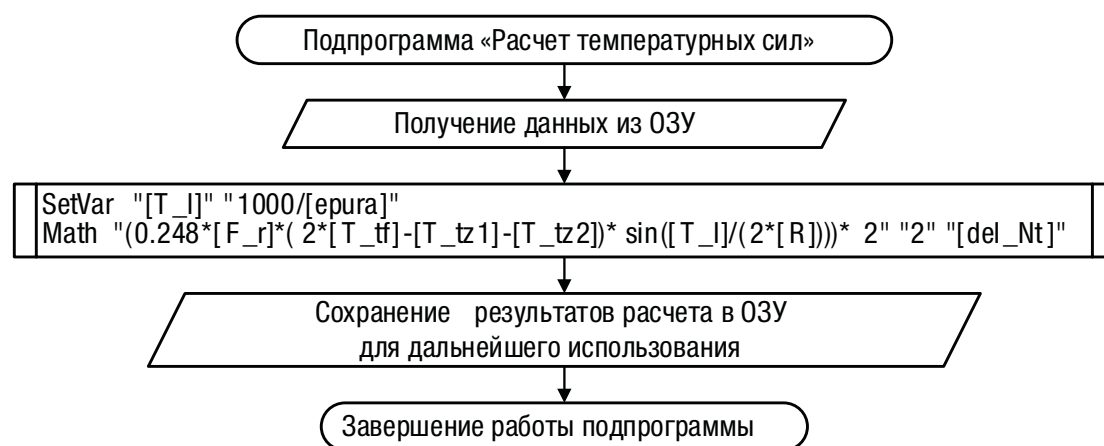 Подпрограмма «Расчет температурных сил»
Получение данных из ОЗУ
SetVar "[T_l]" "1000/[epura]"
Math "(0.248*[F_r]*(2*[T_tf]-[T_tz1]-[T_tz2])* sin([T_l]/(2*[R])))* 2" "2" "[del_Nt]"
Сохранение результатов расчета в ОЗУ
для дальнейшего использования
Завершение работы подпрограммы